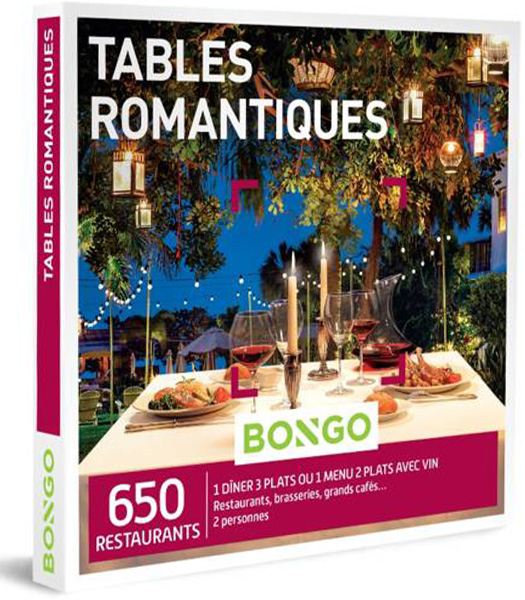 TABLES
ROMANTIQUES
TABLES ROMANTIQUES
BONGO
BONGO
650
RESTAURANTS
1 DÎNER 3 PLATS OU 1 MENU 2 PLATS AVEC VIN
Restaurants, brasseries, grands cafés...
2 personnes